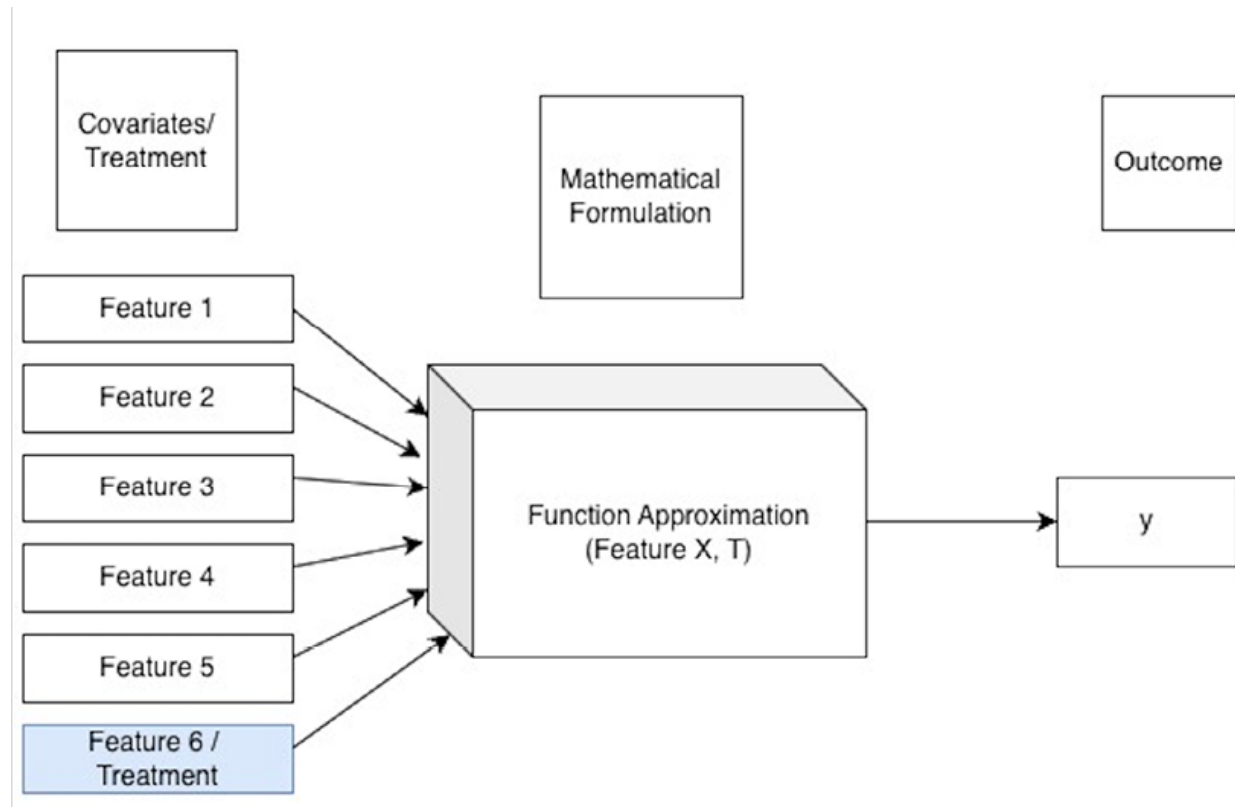 Covariates/
Treatment
Mathematical
Formulation
Outcome
Feature 1
Feature 2
Feature 3
Feature 4
Feature 5
Feature 6 /
Treatment
Function Approximation
(Feature X, T)
y